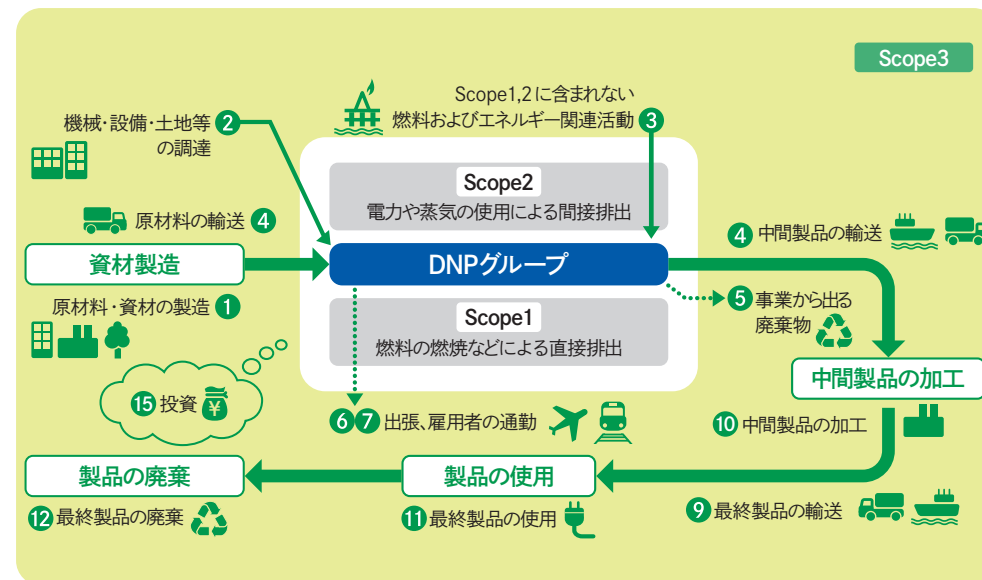 Scope3
Scope1,2に含まれない
燃料およびエネルギー関連活動 3
機械・設備・土地等 2
の調達
Scope2
電力や蒸気の使用による間接排出
原材料の輸送 4
4 中間製品の輸送
資材製造
DNPグループ
原材料・資材の製造 1
5 事業から出る
廃棄物
Scope1
燃料の燃焼などによる直接排出
中間製品の加工
15 投資 ¥
6 7 出張、雇用者の通勤
10 中間製品の加工
製品の廃棄
製品の使用
12 最終製品の廃棄
11 最終製品の使用
9 最終製品の輸送